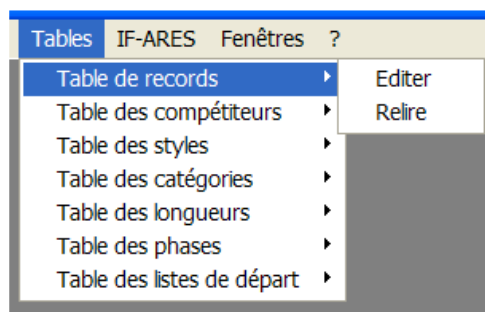 Tables IF-ARES Fenêtres ?
Table de records Editer
Table des compétiteurs Relire
Table des styles
Table des catégories
Table des longueurs
Table des phases
Table des listes de départ